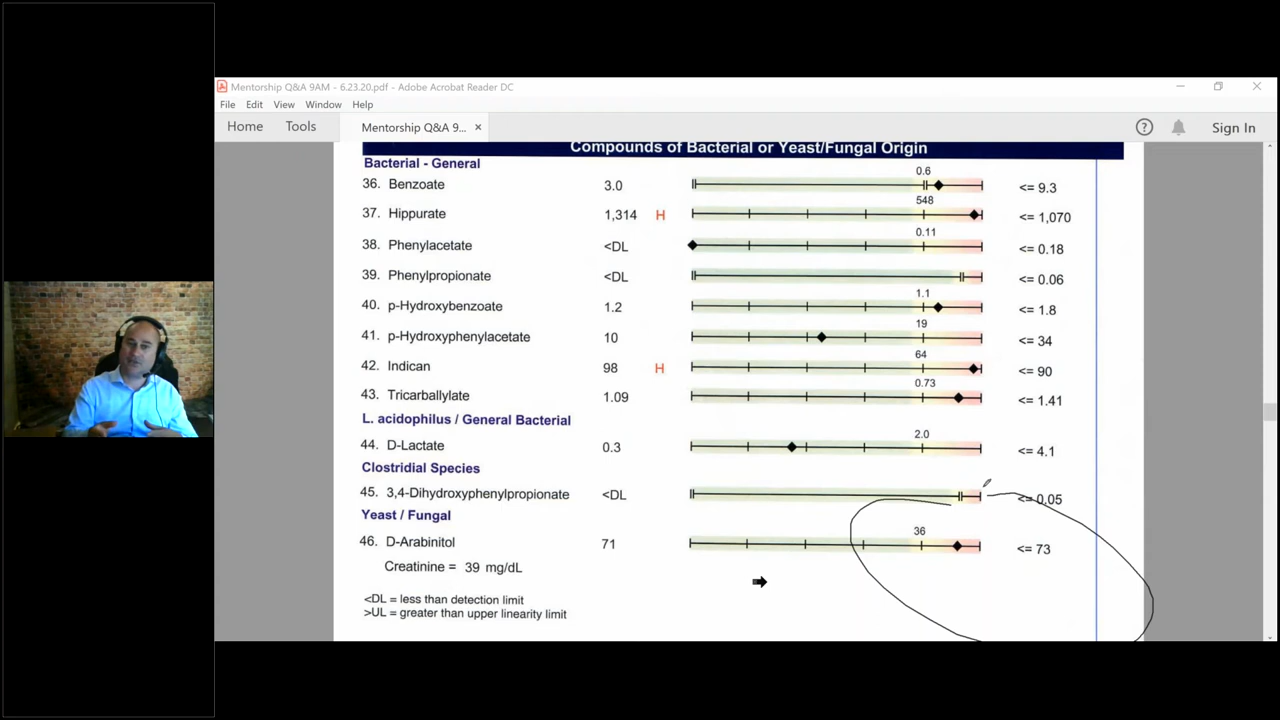 Mentorship Q&A 9AM - 6.23.20.pdf - Adobe Acrobat Reader DC
File Edit View Window Help
Home Tools Mentorship Q&A 9... × Sign In
Compounds of Bacterial or Yeast/Fungal Origin
Bacterial - General
0.6
36. Benzoate 3.0 <= 9.3
548
37. Hippurate 1,314 H <= 1,070
0.11
38. Phenylacetate <DL <= 0.18
39. Phenylpropionate <DL <= 0.06
1.1
40. p-Hydroxybenzoate 1.2 <= 1.8
19
41. p-Hydroxyphenylacetate 10 <= 34
64
42. Indican 98 H <= 90
0.73
43. Tricarballylate 1.09 <= 1.41
L. acidophilus / General Bacterial
2.0
44. D-Lactate 0.3 <= 4.1
Clostridial Species
45. 3,4-Dihydroxyphenylpropionate <DL <= 0.05
Yeast / Fungal
36
46. D-Arabinitol 71 <= 73
Creatinine = 39 mg/dL
<DL = less than detection limit
>UL = greater than upper linearity limit